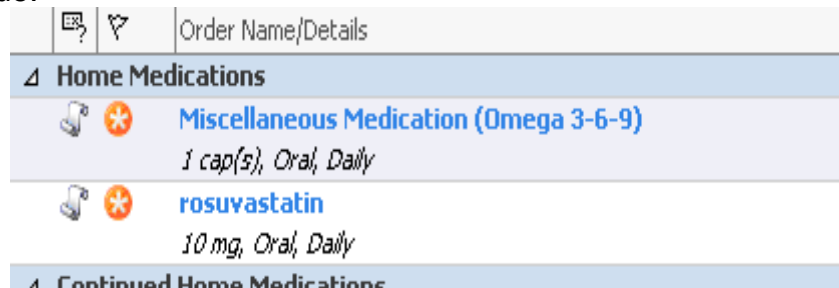 Order Name/Details
Home Medications
Miscellaneous Medication (Omega 3-6-9)
1 cap(s), Oral, Daily
rosuvastatin
10 mg, Oral, Daily
Continued Home Medications